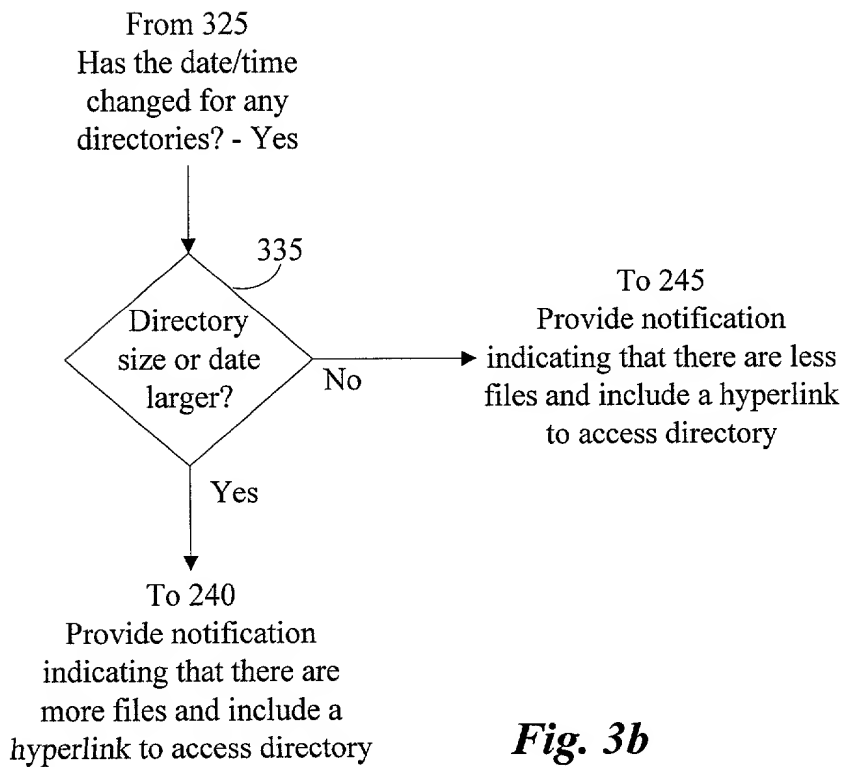 From 325
Has the date/time
changed for any
directories? - Yes
335
Directory
size or date
larger?
No
To 245
Provide notification
indicating that there are less
files and include a hyperlink
to access directory
Yes
To 240
Provide notification
indicating that there are
more files and include a
hyperlink to access directory
Fig. 3b